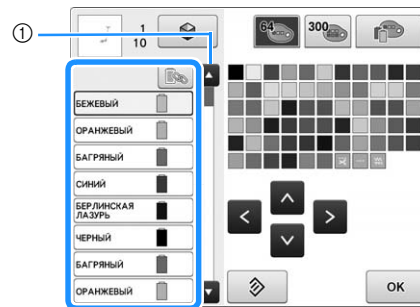 ①
1
10
64
300
БЕЖЕВЫЙ
ОРАНЖЕВЫЙ
БАГРЯНЫЙ
СИНИЙ
БЕРЛИНСКАЯ
ЛАЗУРЬ
ЧЕРНЫЙ
БАГРЯНЫЙ
ОРАНЖЕВЫЙ
OK